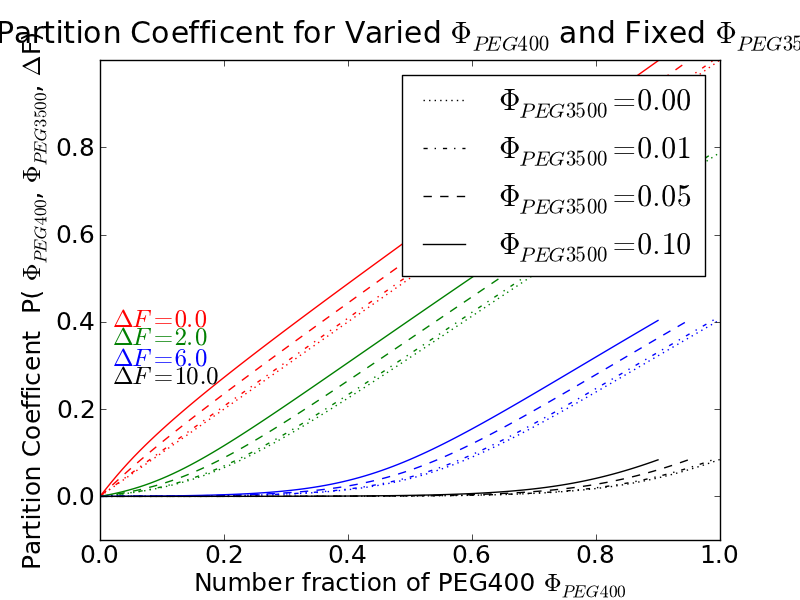 Partition Coefficent for Varied Φ_PEG400 and Fixed Φ_PEG35
Partition Coefficent P( Φ_PEG400, Φ_PEG3500, ΔF)
Φ_PEG3500=0.00
Φ_PEG3500=0.01
Φ_PEG3500=0.05
Φ_PEG3500=0.10
0.8
0.6
0.4
0.2
0.0
ΔF=0.0
ΔF=2.0
ΔF=6.0
ΔF=10.0
0.0 0.2 0.4 0.6 0.8 1.0
Number fraction of PEG400 Φ_PEG400